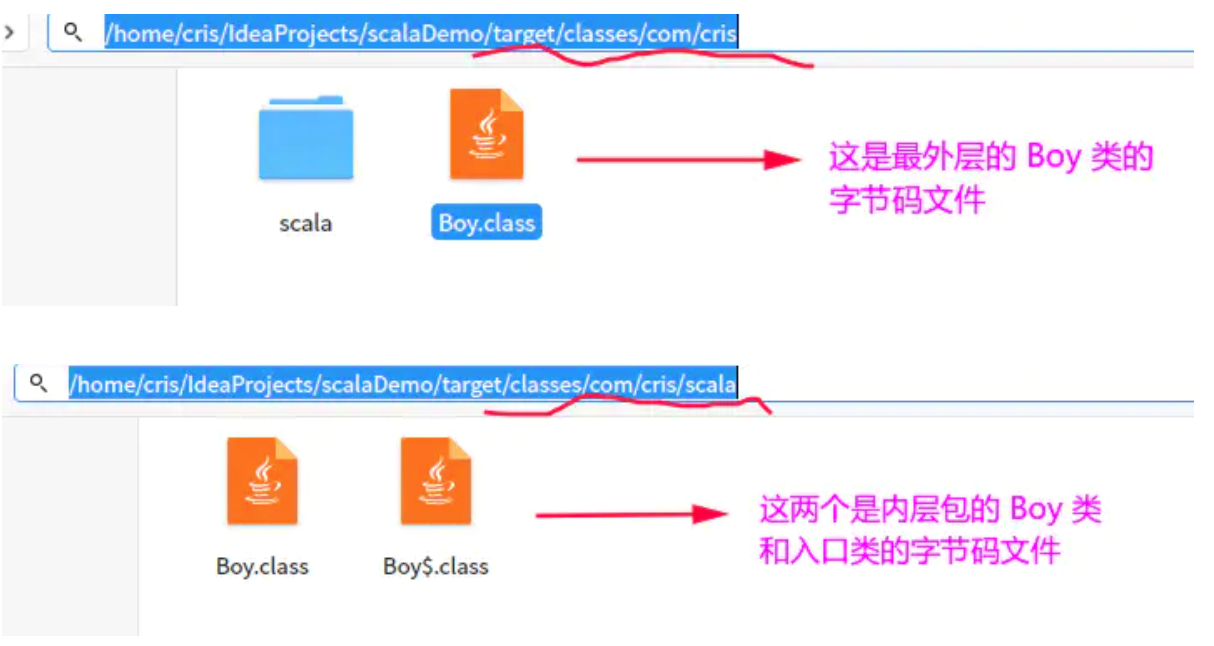 /home/cris/IdeaProjects/scalaDemo/target/classes/com/cris
这是最外层的 Boy 类的
字节码文件
scala
Boy.class
/home/cris/IdeaProjects/scalaDemo/target/classes/com/cris/scala
这两个是内层包的 Boy 类
和入口类的字节码文件
Boy.class
Boy$.class